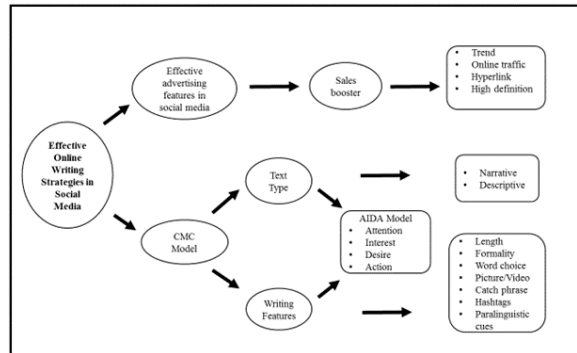 Effective
advertising
features in
social media
Sales
booster
• Trend
• Online traffic
• Hyperlink
• High definition
Effective
Online
Writing
Strategies in
Social
Media
CMC
Model
Text
Type
• Narrative
• Descriptive
AIDA Model
• Attention
• Interest
• Desire
• Action
Writing
Features
• Length
• Formality
• Word choice
• Picture/Video
• Catch phrase
• Hashtags
• Paralinguistic
cues